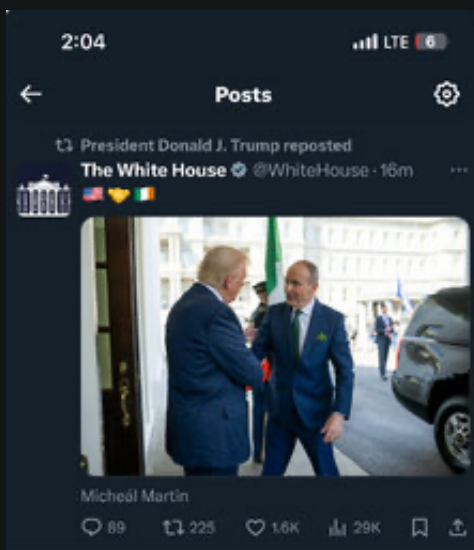 2:04 LTE 6
Posts
President Donald J. Trump reposted
The White House @WhiteHouse · 16m
🇺🇸 🤝 🇮🇪
Micheál Martin
89 225 1.6K 29K